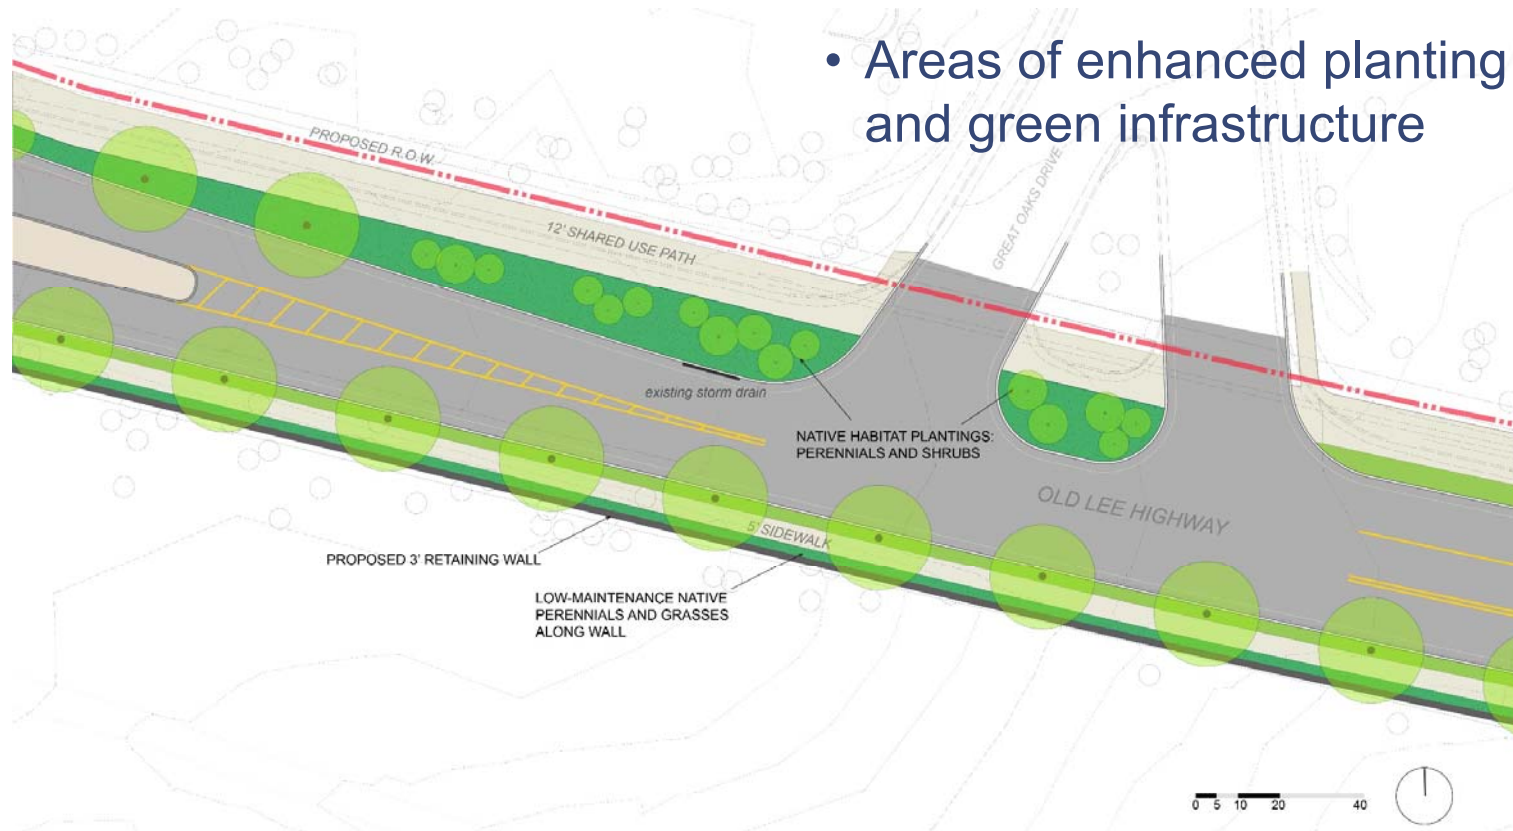 • Areas of enhanced planting
and green infrastructure
PROPOSED R.O.W.
12' SHARED USE PATH
GREAT OAKS DRIVE
existing storm drain
NATIVE HABITAT PLANTINGS:
PERENNIALS AND SHRUBS
OLD LEE HIGHWAY
5' SIDEWALK
PROPOSED 3' RETAINING WALL
LOW-MAINTENANCE NATIVE
PERENNIALS AND GRASSES
ALONG WALL
0 5 10 20 40